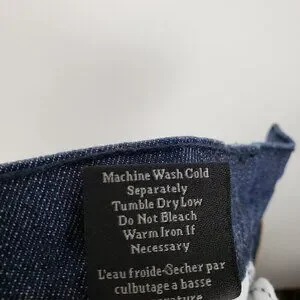 Machine Wash Cold
Separately
Tumble Dry Low
Do Not Bleach
Warm Iron If
Necessary
L'eau froide-Secher par
culbutage a basse